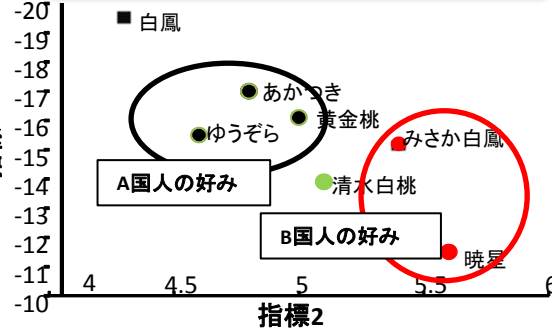 -20
白鳳
-19
-18
あかつき
-17
黄金桃
-16
ゆうぞら
みさか白鳳
-15
A国人の好み
清水白桃
-14
-13
B国人の好み
-12
暁星
-11
4 4.5 5 5.5 6
-10
指標2